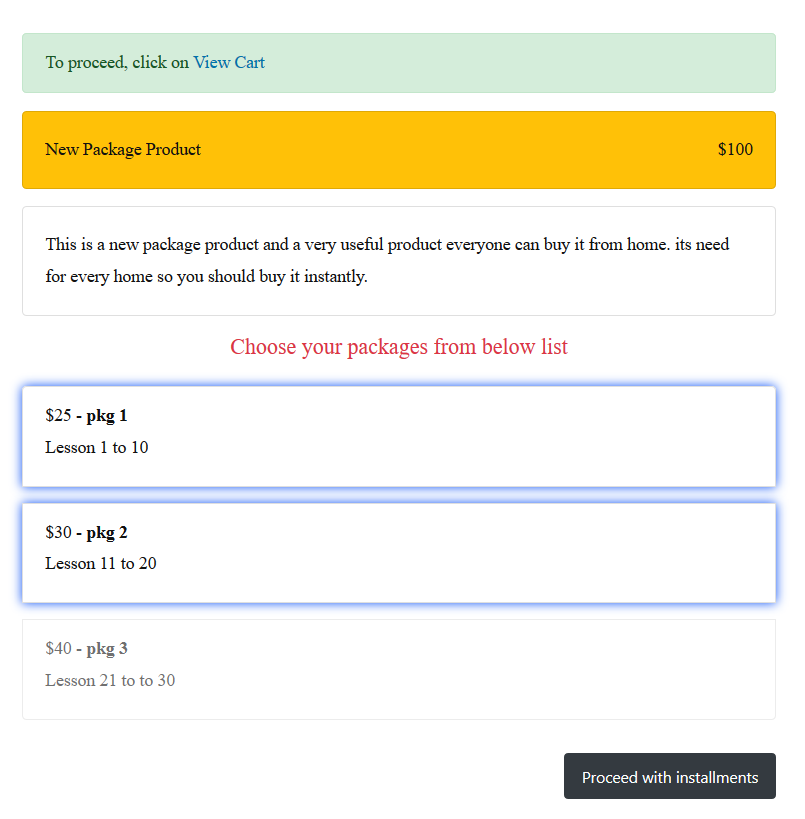 To proceed, click on View Cart
New Package Product $100
This is a new package product and a very useful product everyone can buy it from home. its need
for every home so you should buy it instantly.
Choose your packages from below list
$25 - pkg 1
Lesson 1 to 10
$30 - pkg 2
Lesson 11 to 20
$40 - pkg 3
Lesson 21 to to 30
Proceed with installments